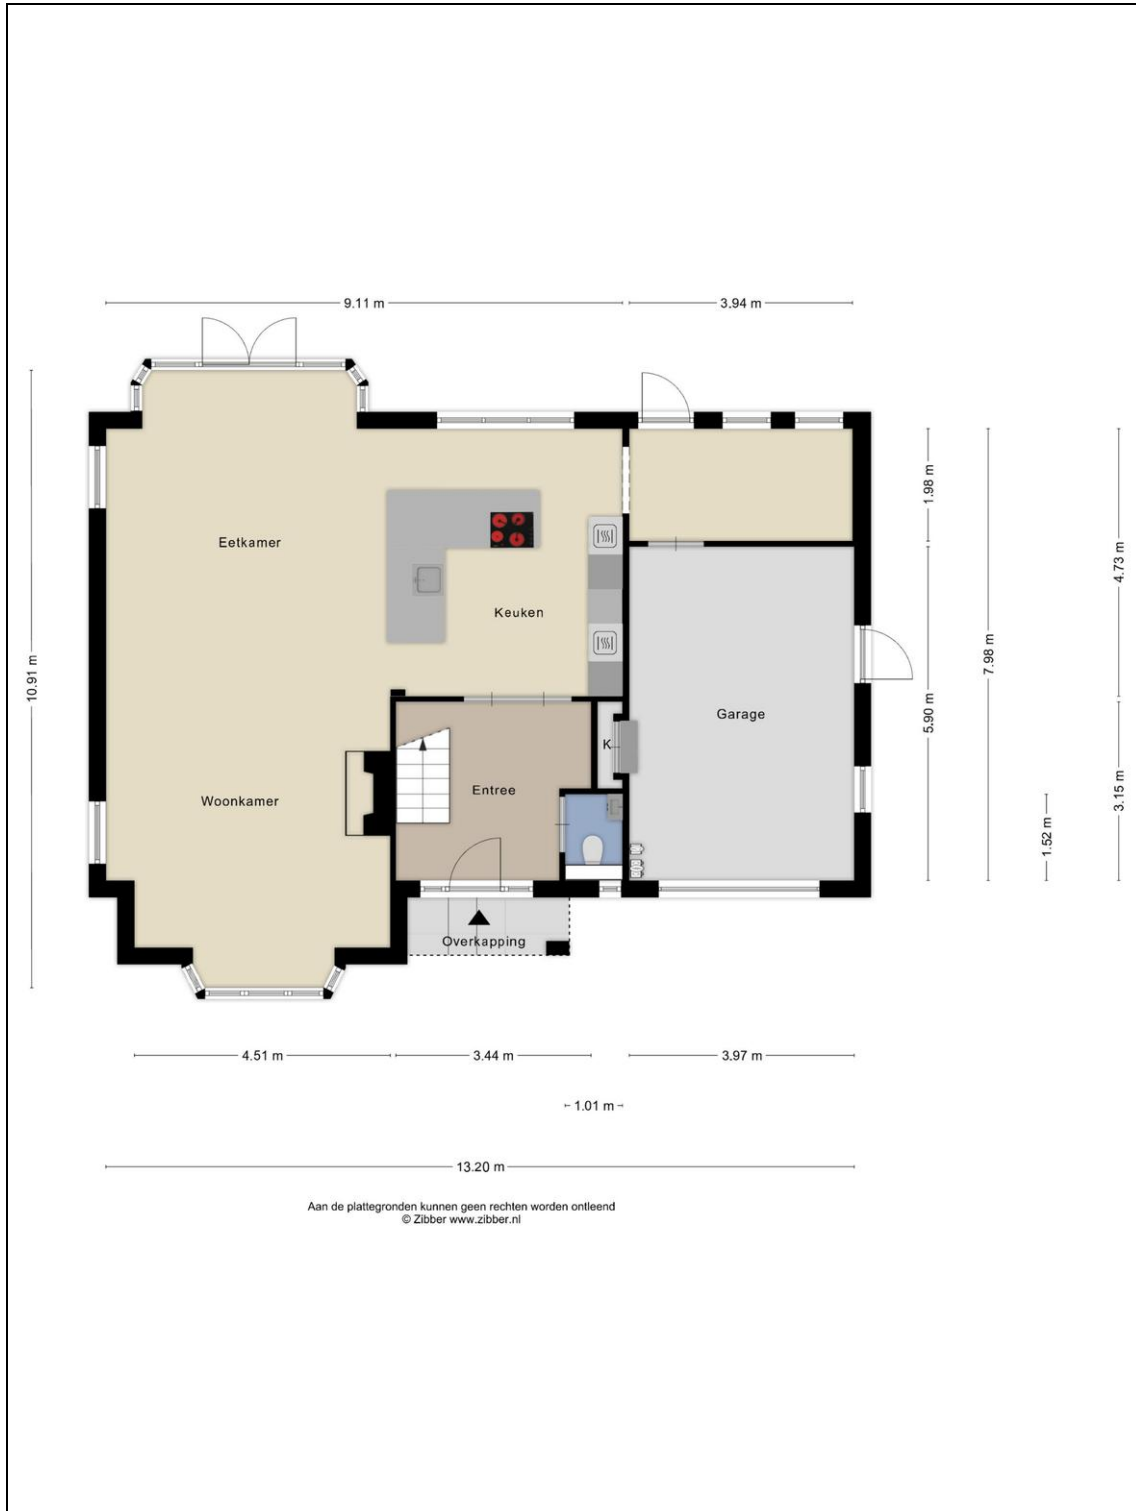 9.11 m
3.94 m
1.98 m
Eetkamer
4.73 m
Keuken
7.98 m
10.91 m
5.90 m
Garage
K
Entree
Woonkamer
3.15 m
1.52 m
Overkapping
4.51 m
3.44 m
3.97 m
1.01 m
13.20 m
Aan de plattegronden kunnen geen rechten worden ontleend
© Zibber www.zibber.nl